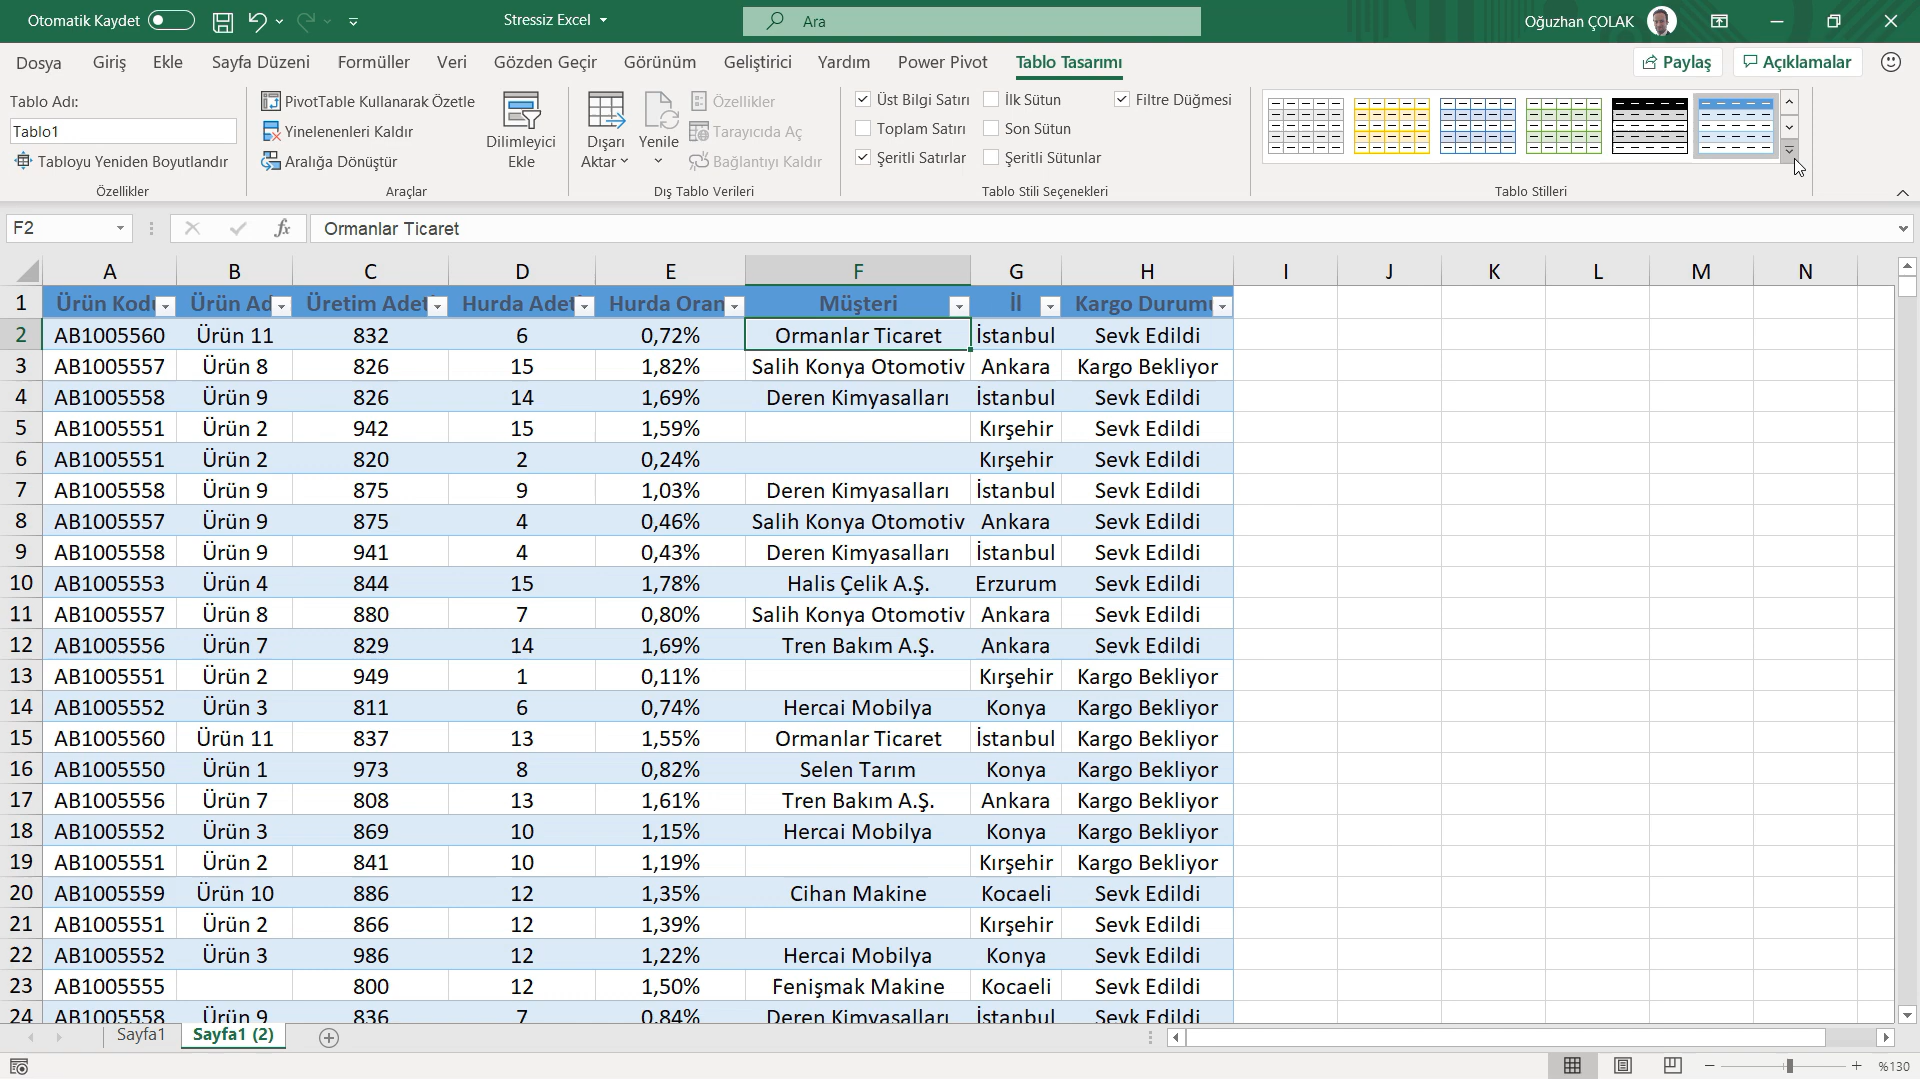 Otomatik Kaydet
Stressiz Excel
Ara
Oğuzhan ÇOLAK
Dosya Giriş Ekle Sayfa Düzeni Formüller Veri Gözden Geçir Görünüm Geliştirici Yardım Power Pivot Tablo Tasarımı
Paylaş Açıklamalar
Tablo Adı:
Tablo1
Tabloyu Yeniden Boyutlandır
Özellikler
PivotTable Kullanarak Özetle
Yinelenenleri Kaldır
Aralığa Dönüştür
Dilimleyici
Ekle
Araçlar
Dışarı
Aktar
Yenile
Özellikler
Tarayıcıda Aç
Bağlantıyı Kaldır
Dış Tablo Verileri
Üst Bilgi Satırı İlk Sütun Filtre Düğmesi
Toplam Satırı Son Sütun
Şeritli Satırlar Şeritli Sütunlar
Tablo Stili Seçenekleri
Tablo Stilleri
F2 fx Ormanlar Ticaret
A B C D E F G H I J K L M N
1 Ürün Kodu Ürün Ad Üretim Adet Hurda Adet Hurda Oran Müşteri İl Kargo Durumu
2 AB1005560 Ürün 11 832 6 0,72% Ormanlar Ticaret İstanbul Sevk Edildi
3 AB1005557 Ürün 8 826 15 1,82% Salih Konya Otomotiv Ankara Kargo Bekliyor
4 AB1005558 Ürün 9 826 14 1,69% Deren Kimyasalları İstanbul Sevk Edildi
5 AB1005551 Ürün 2 942 15 1,59% Kırşehir Sevk Edildi
6 AB1005551 Ürün 2 820 2 0,24% Kırşehir Sevk Edildi
7 AB1005558 Ürün 9 875 9 1,03% Deren Kimyasalları İstanbul Sevk Edildi
8 AB1005557 Ürün 9 875 4 0,46% Salih Konya Otomotiv Ankara Sevk Edildi
9 AB1005558 Ürün 9 941 4 0,43% Deren Kimyasalları İstanbul Sevk Edildi
10 AB1005553 Ürün 4 844 15 1,78% Halis Çelik A.Ş. Erzurum Sevk Edildi
11 AB1005557 Ürün 8 880 7 0,80% Salih Konya Otomotiv Ankara Sevk Edildi
12 AB1005556 Ürün 7 829 14 1,69% Tren Bakım A.Ş. Ankara Sevk Edildi
13 AB1005551 Ürün 2 949 1 0,11% Kırşehir Kargo Bekliyor
14 AB1005552 Ürün 3 811 6 0,74% Hercai Mobilya Konya Kargo Bekliyor
15 AB1005560 Ürün 11 837 13 1,55% Ormanlar Ticaret İstanbul Kargo Bekliyor
16 AB1005550 Ürün 1 973 8 0,82% Selen Tarım Konya Kargo Bekliyor
17 AB1005556 Ürün 7 808 13 1,61% Tren Bakım A.Ş. Ankara Kargo Bekliyor
18 AB1005552 Ürün 3 869 10 1,15% Hercai Mobilya Konya Kargo Bekliyor
19 AB1005551 Ürün 2 841 10 1,19% Kırşehir Kargo Bekliyor
20 AB1005559 Ürün 10 886 12 1,35% Cihan Makine Kocaeli Sevk Edildi
21 AB1005551 Ürün 2 866 12 1,39% Kırşehir Sevk Edildi
22 AB1005552 Ürün 3 986 12 1,22% Hercai Mobilya Konya Sevk Edildi
23 AB1005555 800 12 1,50% Fenişmak Makine Kocaeli Sevk Edildi
24 AB1005558 Ürün 9 836 7 0,84% Deren Kimyasalları İstanbul Sevk Edildi
Sayfa1 Sayfa1 (2)
%130